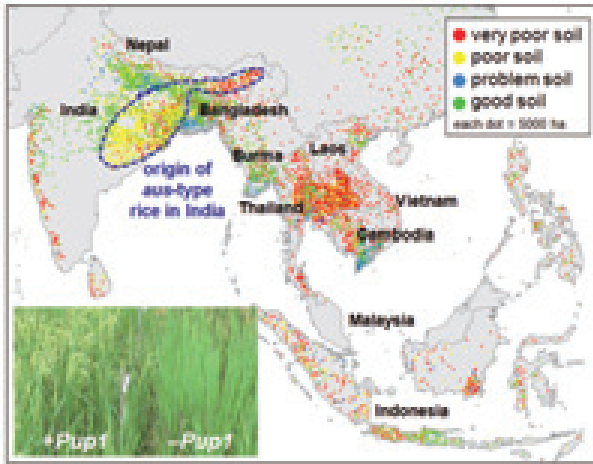 Nepal
very poor soil
poor soil
problem soil
good soil
each dot = 5000 ha
India
Bangladesh
origin of
aus-type
rice in India
Burma
Laos
Thailand
Vietnam
Cambodia
Malaysia
Indonesia
+Pup1
–Pup1